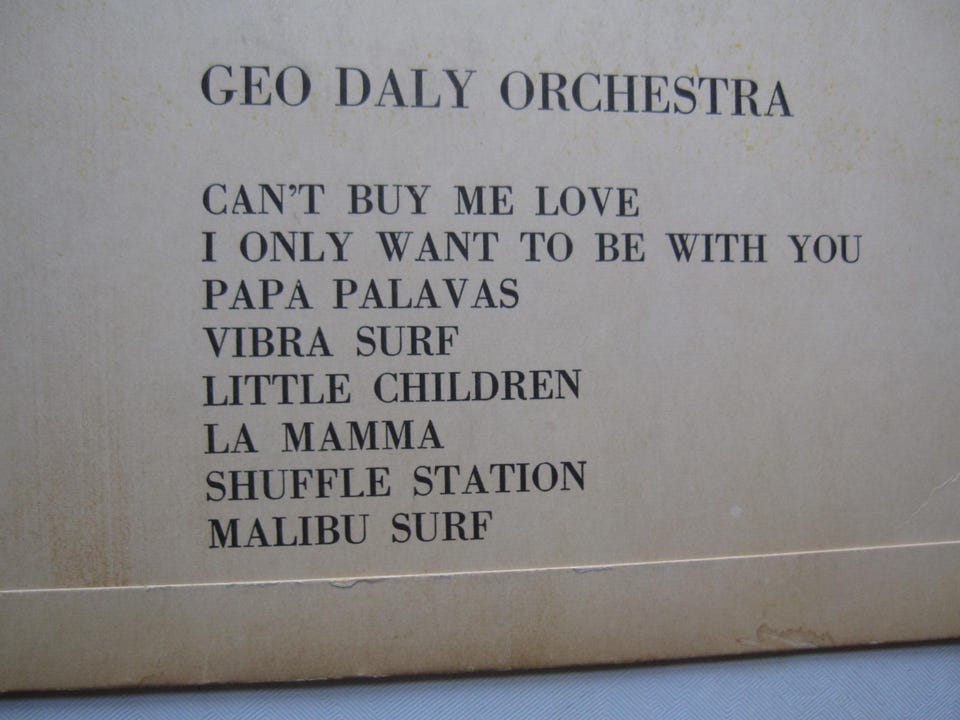 GEO DALY ORCHESTRA
CAN'T BUY ME LOVE
I ONLY WANT TO BE WITH YOU
PAPA PALAVAS
VIBRA SURF
LITTLE CHILDREN
LA MAMMA
SHUFFLE STATION
MALIBU SURF